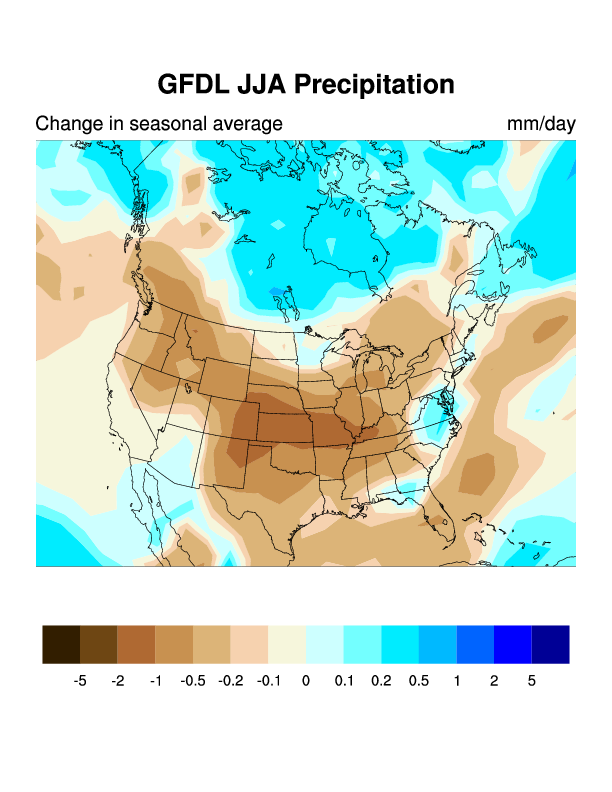 GFDL JJA Precipitation
Change in seasonal average mm/day
-5 -2 -1 -0.5 -0.2 -0.1 0 0.1 0.2 0.5 1 2 5